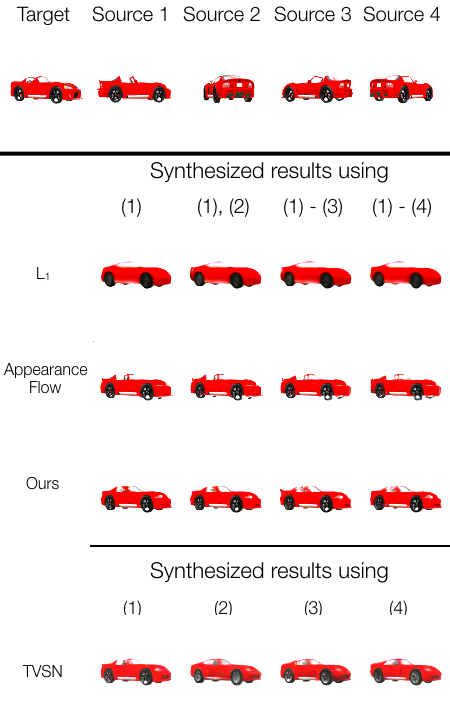 Target Source 1 Source 2 Source 3 Source 4
Synthesized results using
(1) (1), (2) (1) - (3) (1) - (4)
L1
Appearance
Flow
Ours
Synthesized results using
(1) (2) (3) (4)
TVSN